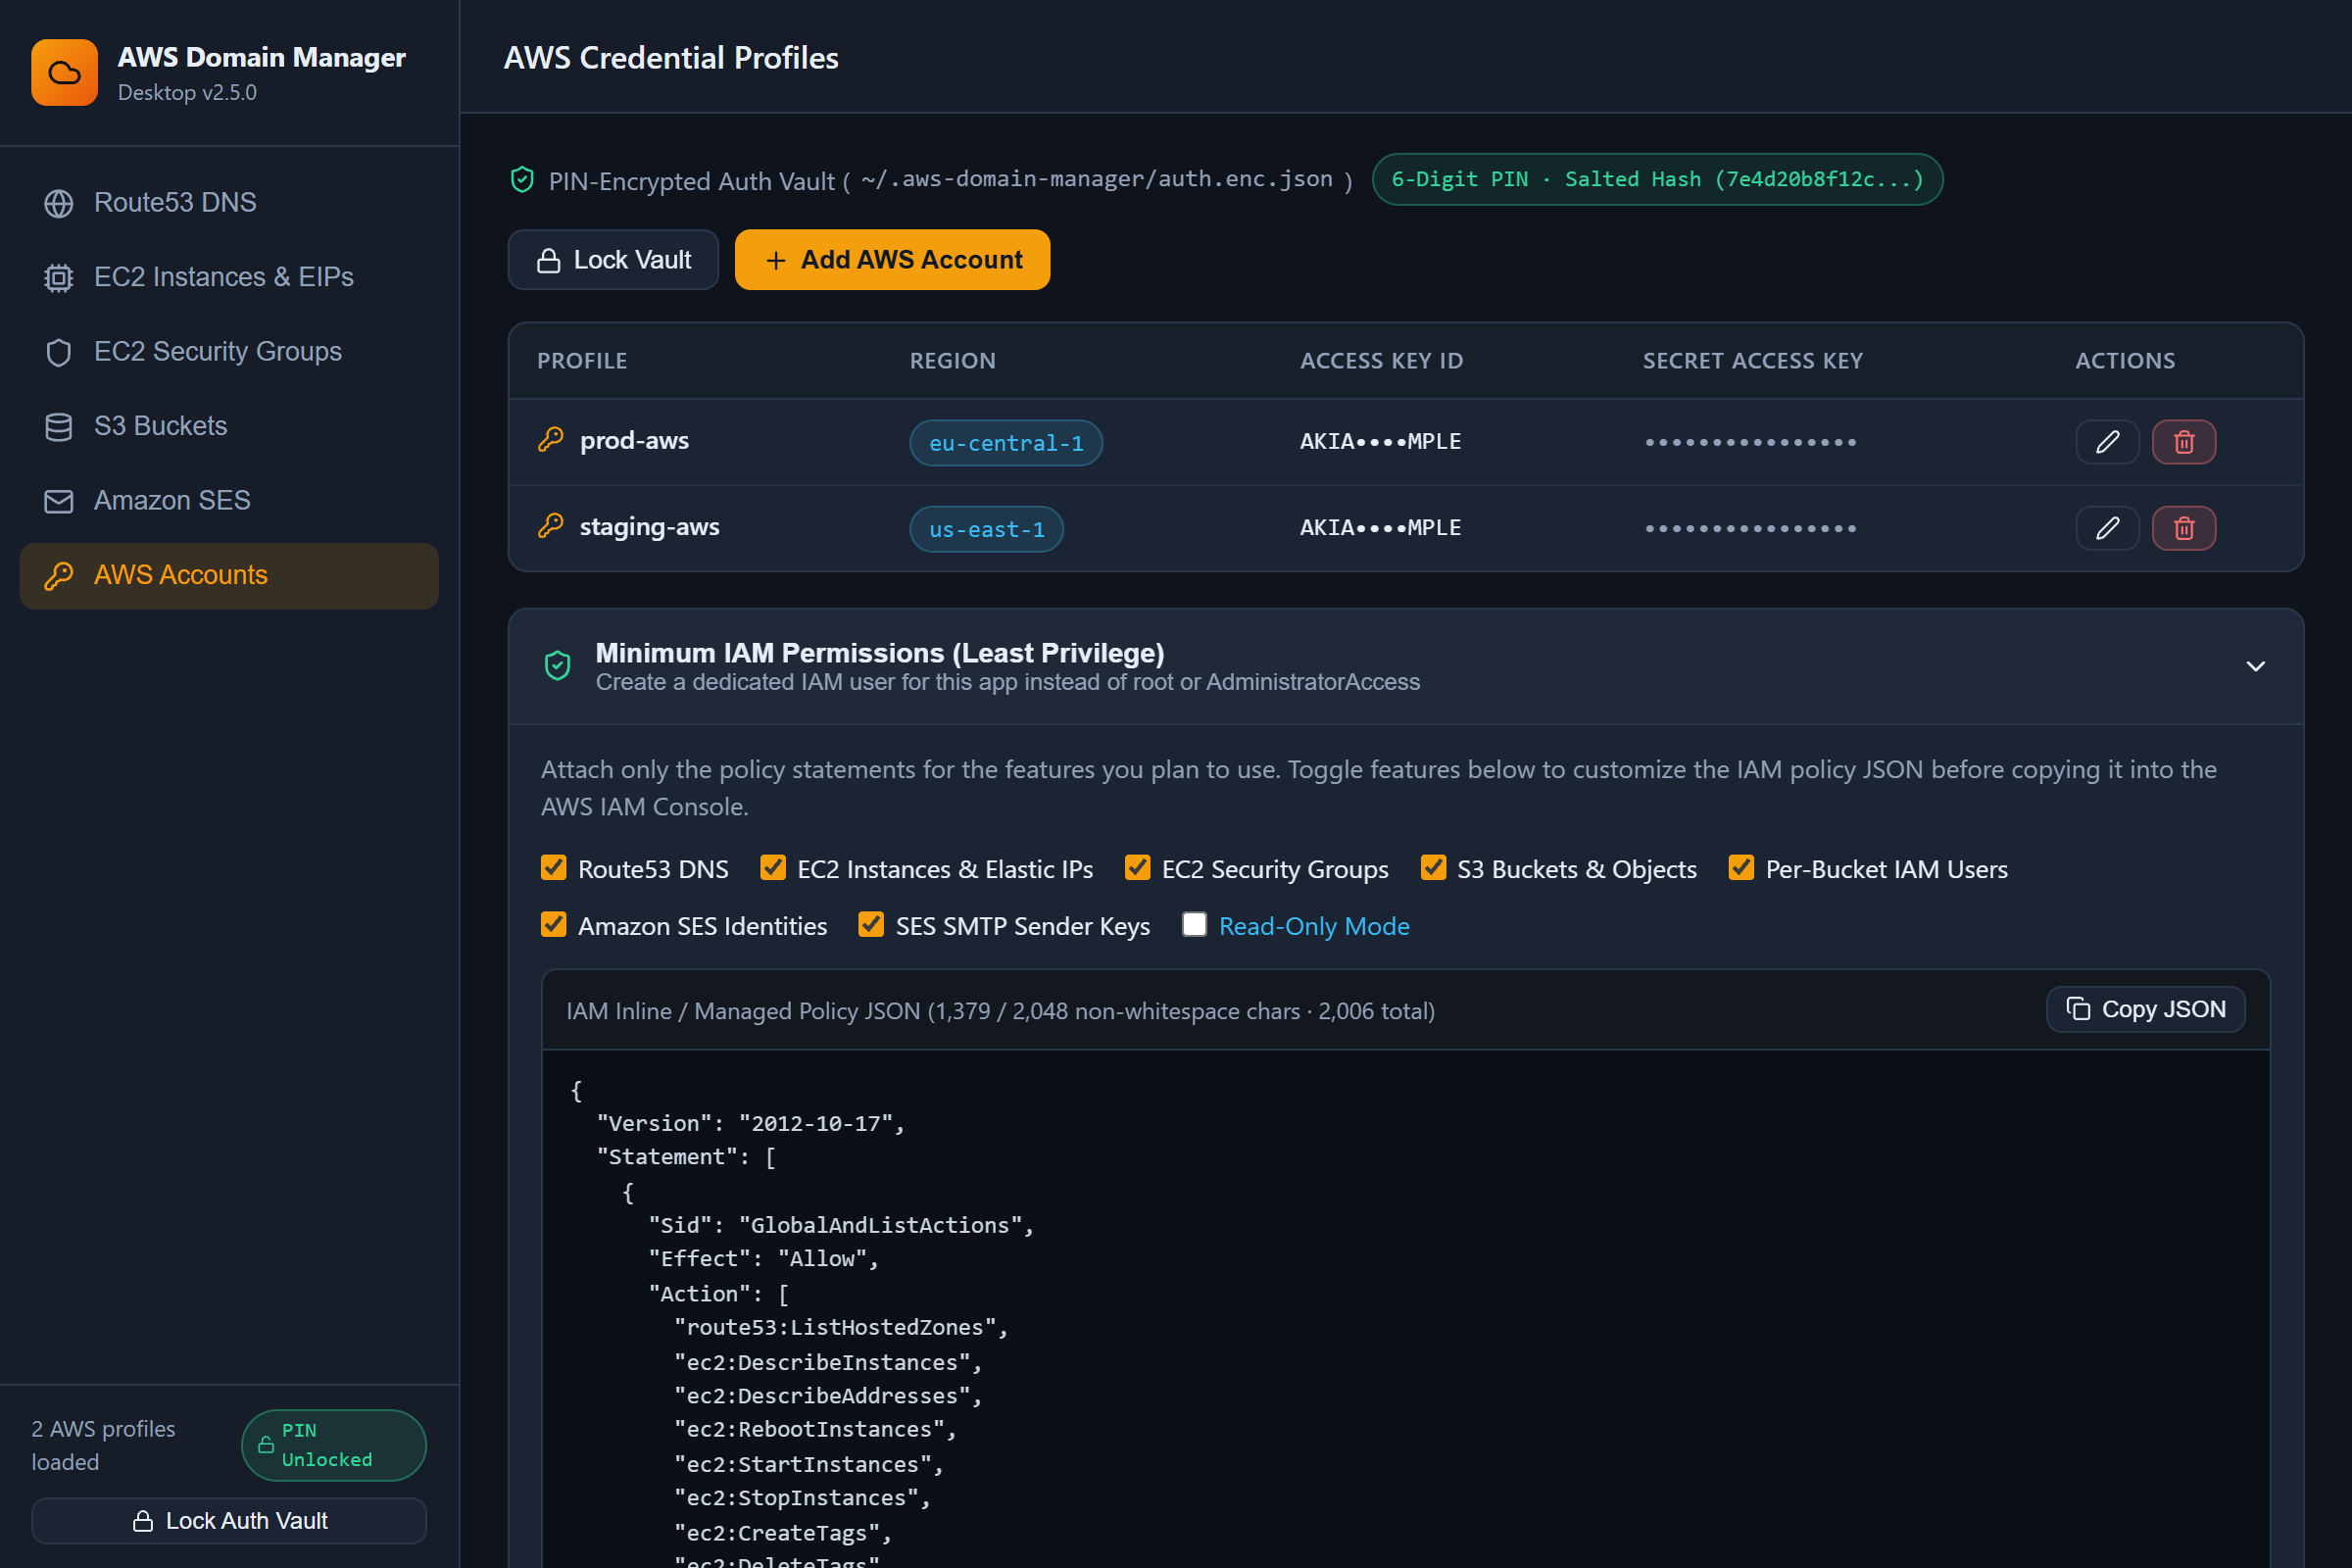 AWS Domain Manager
Desktop v2.5.0
Route53 DNS
EC2 Instances & EIPs
EC2 Security Groups
S3 Buckets
Amazon SES
AWS Accounts
2 AWS profiles
loaded
PIN
Unlocked
Lock Auth Vault
AWS Credential Profiles
PIN-Encrypted Auth Vault ( ~/.aws-domain-manager/auth.enc.json ) 6-Digit PIN · Salted Hash (7e4d20b8f12c...)
Lock Vault + Add AWS Account
PROFILE REGION ACCESS KEY ID SECRET ACCESS KEY ACTIONS
prod-aws eu-central-1 AKIA••••MPLE ••••••••••••••••
staging-aws us-east-1 AKIA••••MPLE ••••••••••••••••
Minimum IAM Permissions (Least Privilege)
Create a dedicated IAM user for this app instead of root or AdministratorAccess
Attach only the policy statements for the features you plan to use. Toggle features below to customize the IAM policy JSON before copying it into the
AWS IAM Console.
Route53 DNS EC2 Instances & Elastic IPs EC2 Security Groups S3 Buckets & Objects Per-Bucket IAM Users
Amazon SES Identities SES SMTP Sender Keys Read-Only Mode
IAM Inline / Managed Policy JSON (1,379 / 2,048 non-whitespace chars · 2,006 total) Copy JSON
{
"Version": "2012-10-17",
"Statement": [
{
"Sid": "GlobalAndListActions",
"Effect": "Allow",
"Action": [
"route53:ListHostedZones",
"ec2:DescribeInstances",
"ec2:DescribeAddresses",
"ec2:RebootInstances",
"ec2:StartInstances",
"ec2:StopInstances",
"ec2:CreateTags",
"ec2:DeleteTags"